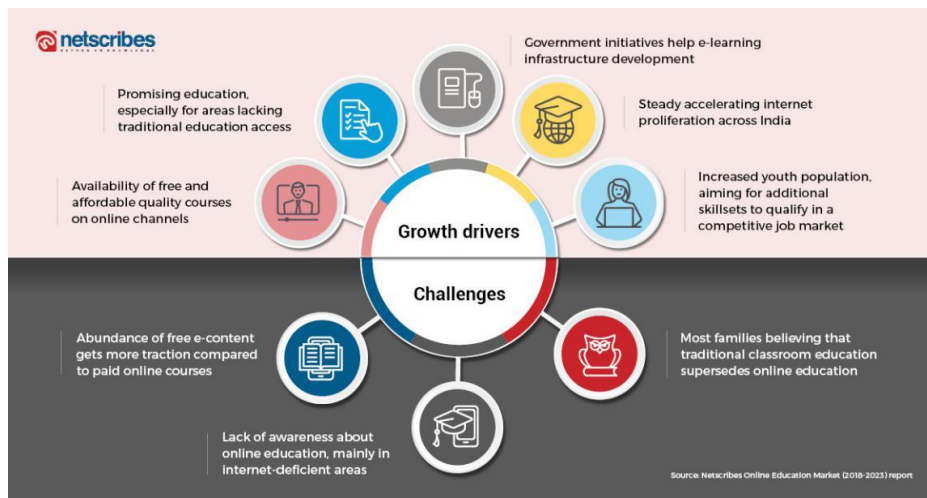 netscribes
Government initiatives help e-learning
infrastructure development
Promising education,
especially for areas lacking
traditional education access
Steady accelerating internet
proliferation across India
Availability of free and
affordable quality courses
on online channels
Increased youth population,
aiming for additional
skillsets to qualify in a
competitive job market
Growth drivers
Challenges
Abundance of free e-content
gets more traction compared
to paid online courses
Most families believing that
traditional classroom education
supersedes online education
Lack of awareness about
online education, mainly in
internet-deficient areas
Source: Netscribes Online Education Market (2018-2023) report